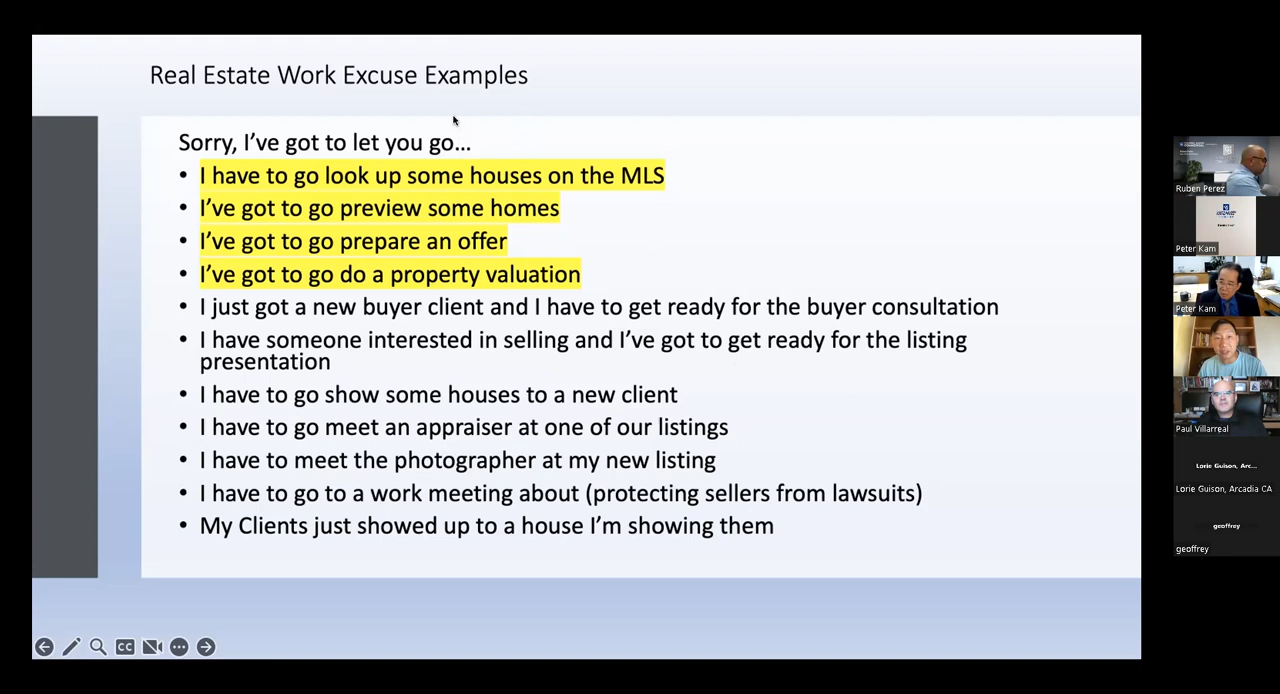 Real Estate Work Excuse Examples
Sorry, I've got to let you go…
• I have to go look up some houses on the MLS
• I've got to go preview some homes
• I've got to go prepare an offer
• I've got to go do a property valuation
• I just got a new buyer client and I have to get ready for the buyer consultation
• I have someone interested in selling and I've got to get ready for the listing
presentation
• I have to go show some houses to a new client
• I have to go meet an appraiser at one of our listings
• I have to meet the photographer at my new listing
• I have to go to a work meeting about (protecting sellers from lawsuits)
• My Clients just showed up to a house I'm showing them
CC
Ruben Perez
Peter Kam
Peter Kam
Paul Villarreal
Lorie Guison, Arc...
Lorie Guison, Arcadia CA
geoffrey
geoffrey